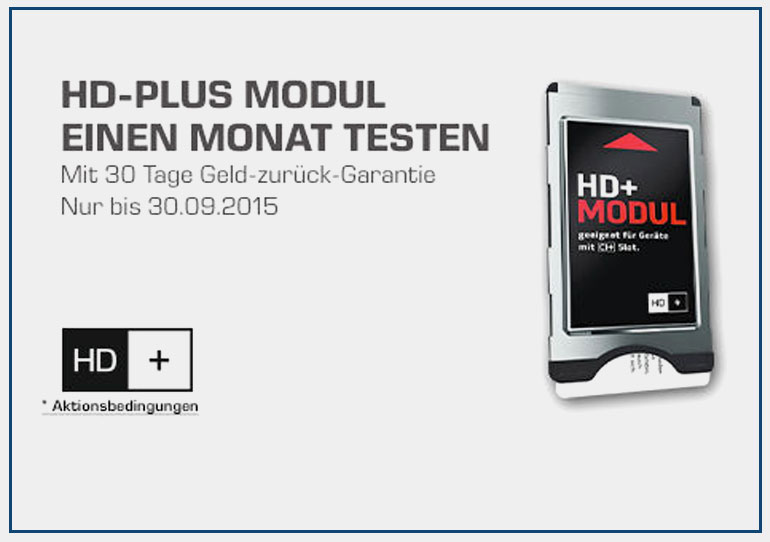 HD-PLUS MODUL
EINEN MONAT TESTEN
Mit 30 Tage Geld-zurück-Garantie
Nur bis 30.09.2015
HD+
MODUL
geeignet für Geräte
mit CI+ Slot.
HD +
HD +
* Aktionsbedingungen